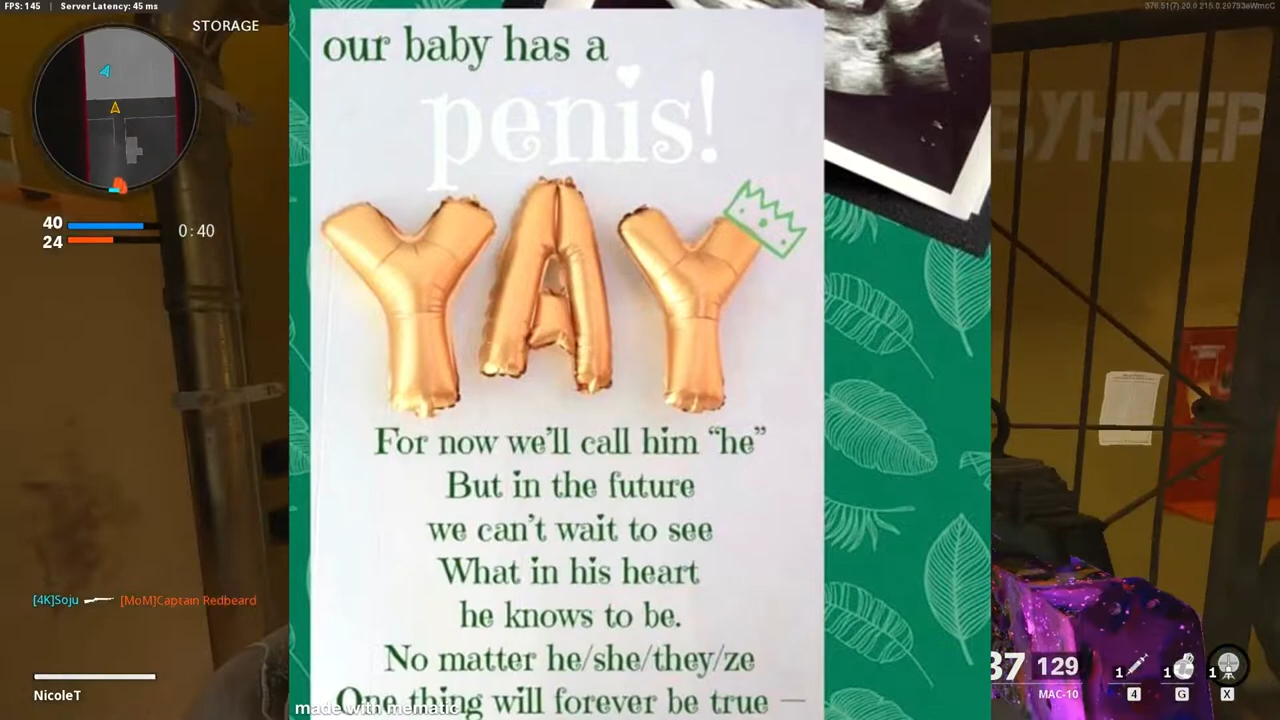 FPS: 145 | Server Latency: 45 ms
STORAGE
40
24
0:40
[4K]Soju [MoM]Captain Redbeard
NicoleT
our baby has a
penis!
YAY
For now we'll call him “he”
But in the future
we can't wait to see
What in his heart
he knows to be.
No matter he/she/they/ze
One thing will forever be true —
made with mematic
БУНКЕР
37 129
MAC-10
1 1 1
4 G X